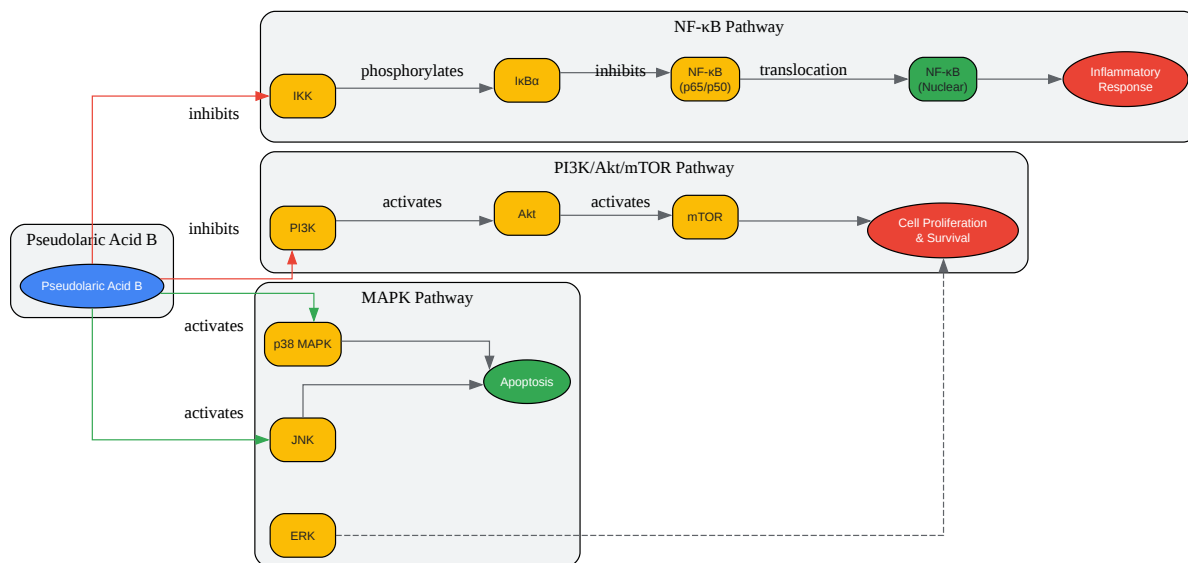 NF-κB Pathway
phosphorylates
IκBα
inhibits
NF-κB
(p65/p50)
translocation
NF-κB
(Nuclear)
Inflammatory
Response
IKK
inhibits
PI3K/Akt/mTOR Pathway
PI3K
activates
Akt
activates
mTOR
Cell Proliferation
& Survival
inhibits
Pseudolaric Acid B
Pseudolaric Acid B
MAPK Pathway
activates
p38 MAPK
Apoptosis
activates
JNK
ERK